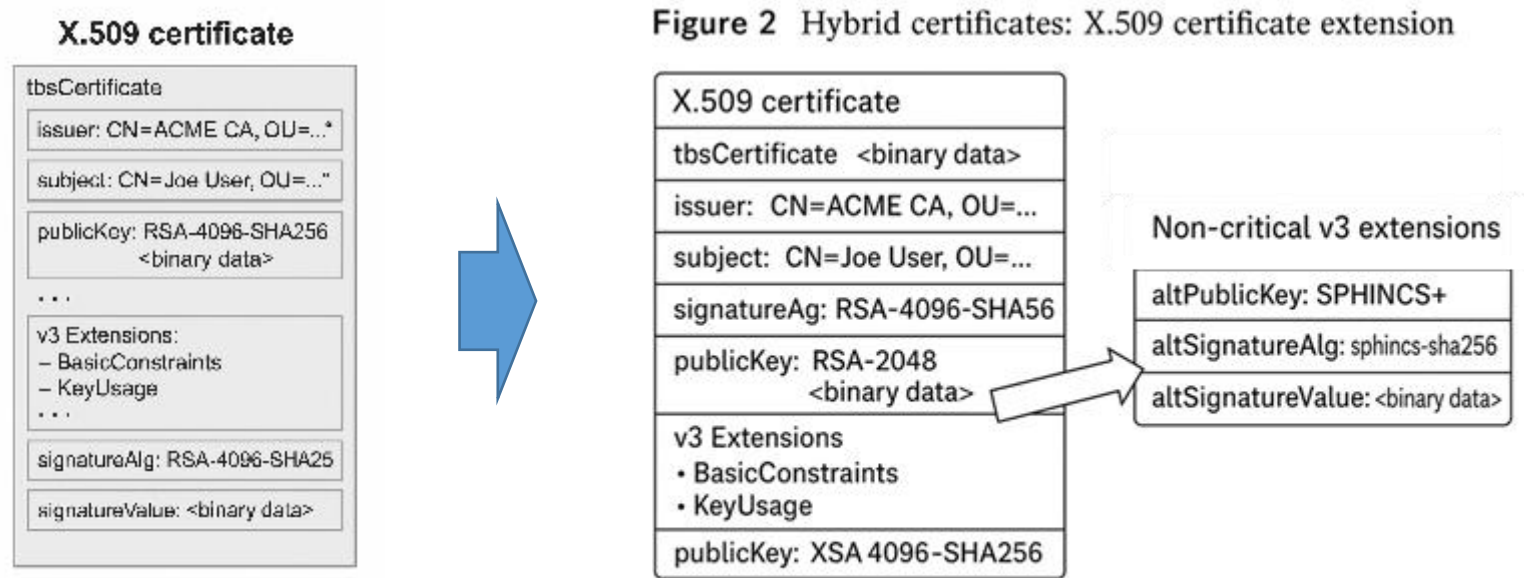 X.509 certificate
tbsCertificate
issuer: CN=ACME CA, OU=..."
subject: CN=Joe User, OU=..."
publicKey: RSA-4096-SHA256
<binary data>
...
v3 Extensions:
– BasicConstraints
– KeyUsage
...
signatureAlg: RSA-4096-SHA25
signatureValue: <binary data>
Figure 2 Hybrid certificates: X.509 certificate extension
X.509 certificate
tbsCertificate <binary data>
issuer: CN=ACME CA, OU=...
subject: CN=Joe User, OU=...
signatureAg: RSA-4096-SHA56
publicKey: RSA-2048
<binary data>
v3 Extensions
• BasicConstraints
• KeyUsage
publicKey: XSA 4096-SHA256
Non-critical v3 extensions
altPublicKey: SPHINCS+
altSignatureAlg: sphincs-sha256
altSignatureValue: <binary data>